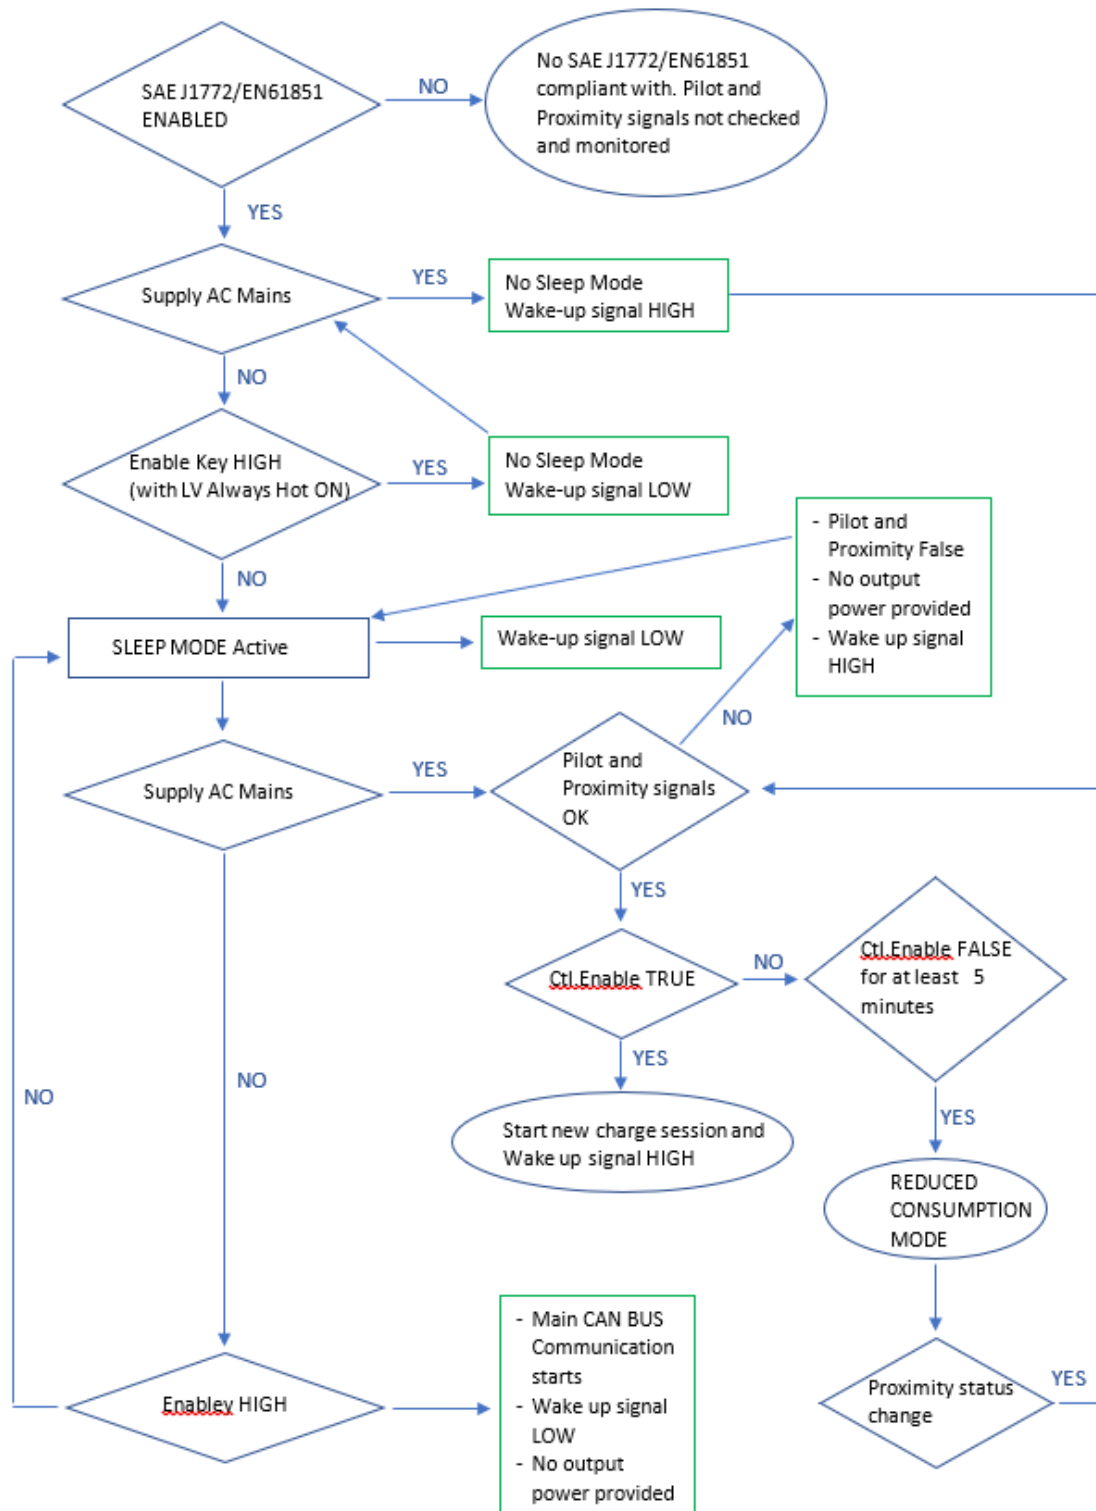 SAE J1772/EN61851
ENABLED
NO
No SAE J1772/EN61851
compliant with. Pilot and
Proximity signals not checked
and monitored
YES
Supply AC Mains
YES
No Sleep Mode
Wake-up signal HIGH
NO
Enable Key HIGH
(with LV Always Hot ON)
YES
No Sleep Mode
Wake-up signal LOW
NO
- Pilot and
Proximity False
- No output
power provided
- Wake up signal
HIGH
SLEEP MODE Active
Wake-up signal LOW
NO
Supply AC Mains
YES
Pilot and
Proximity signals
OK
YES
Ctl.Enable TRUE
NO
Ctl.Enable FALSE
for at least 5
minutes
YES
NO
NO
Start new charge session and
Wake up signal HIGH
YES
REDUCED
CONSUMPTION
MODE
- Main CAN BUS
Communication
starts
- Wake up signal
LOW
- No output
power provided
Enabley HIGH
Proximity status
change
YES